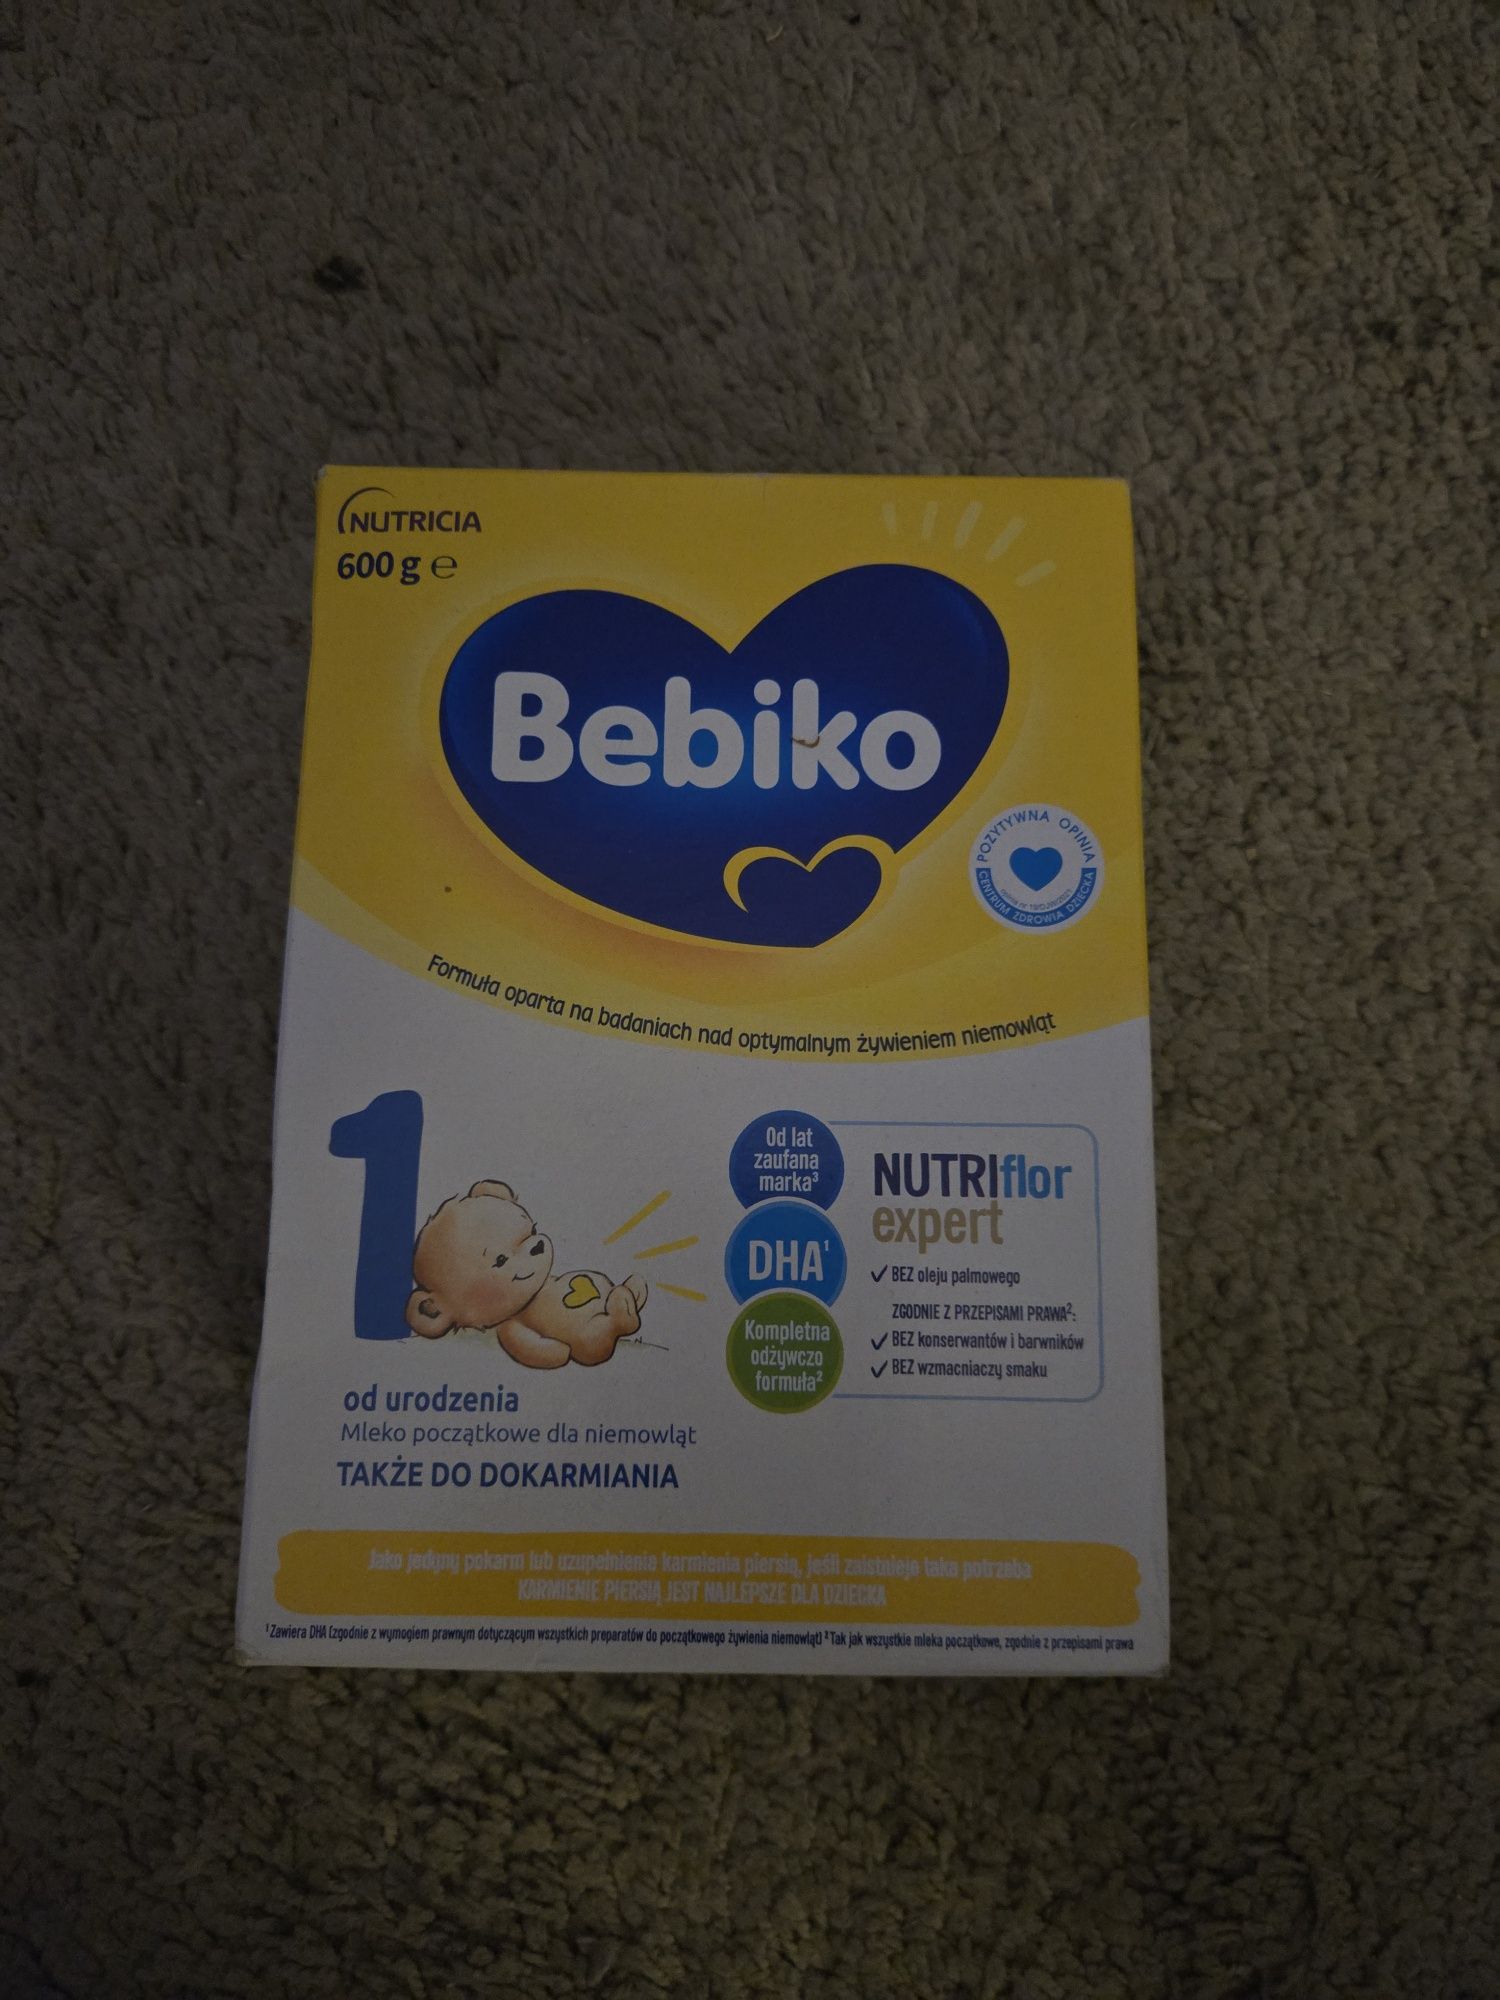 NUTRICIA
600 g e
Bebiko
POZYTYWNA OPINIA
CENTRUM ZDROWIA DZIECKA
Formuła oparta na badaniach nad optymalnym żywieniem niemowląt
1
od urodzenia
Mleko początkowe dla niemowląt
TAKŻE DO DOKARMIANIA
Od lat
zaufana
marka³
DHA¹
Kompletna
odżywczo
formuła²
NUTRIflor
expert
BEZ oleju palmowego
ZGODNIE Z PRZEPISAMI PRAWA²:
BEZ konserwantów i barwników
BEZ wzmacniaczy smaku
Jako jedyny pokarm lub uzupełnienie karmienia piersią, jeśli zaistnieje taka potrzeba
KARMIENIE PIERSIĄ JEST NAJLEPSZE DLA DZIECKA
¹Zawiera DHA (zgodnie z wymogiem prawnym dotyczącym wszystkich preparatów do początkowego żywienia niemowląt) ²Tak jak wszystkie mleka początkowe, zgodnie z przepisami prawa